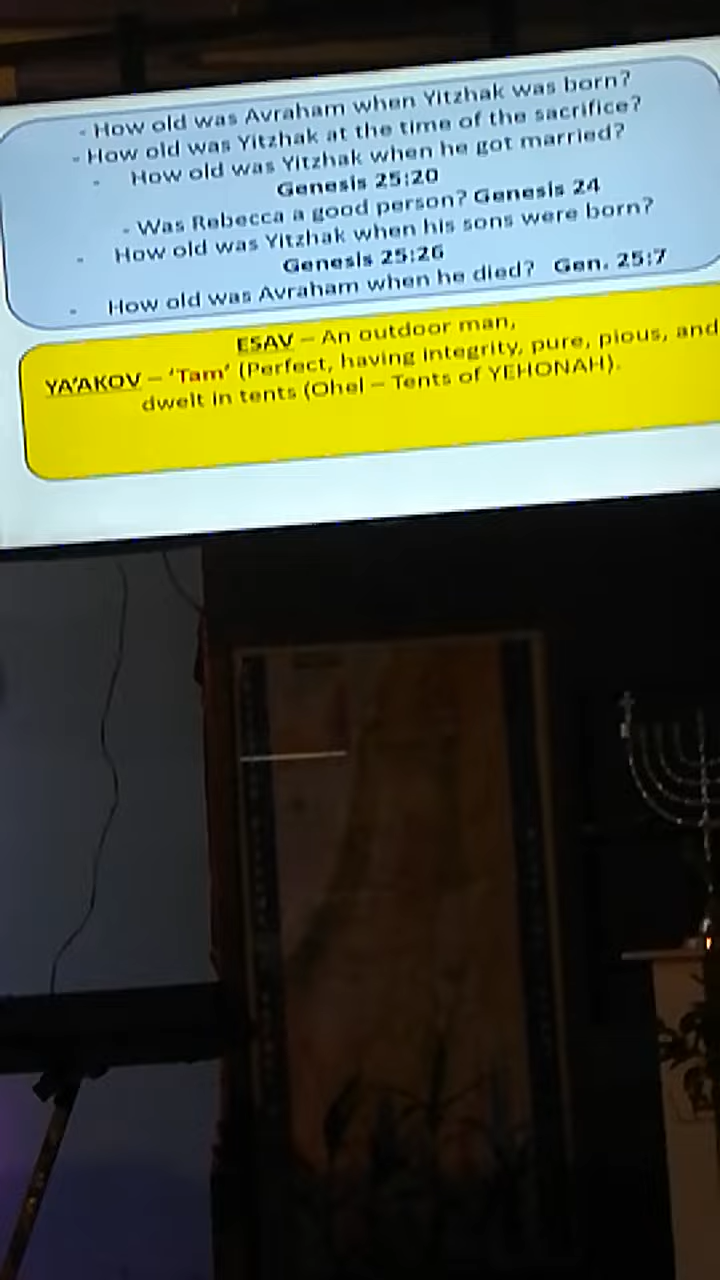 - How old was Avraham when Yitzhak was born?
- How old was Yitzhak at the time of the sacrifice?
- How old was Yitzhak when he got married?
Genesis 25:20
- Was Rebecca a good person? Genesis 24
- How old was Yitzhak when his sons were born?
Genesis 25:26
- How old was Avraham when he died? Gen. 25:7
ESAV – An outdoor man,
YA'AKOV – 'Tam' (Perfect, having integrity, pure, pious, and
dwelt in tents (Ohel – Tents of YEHONAH).